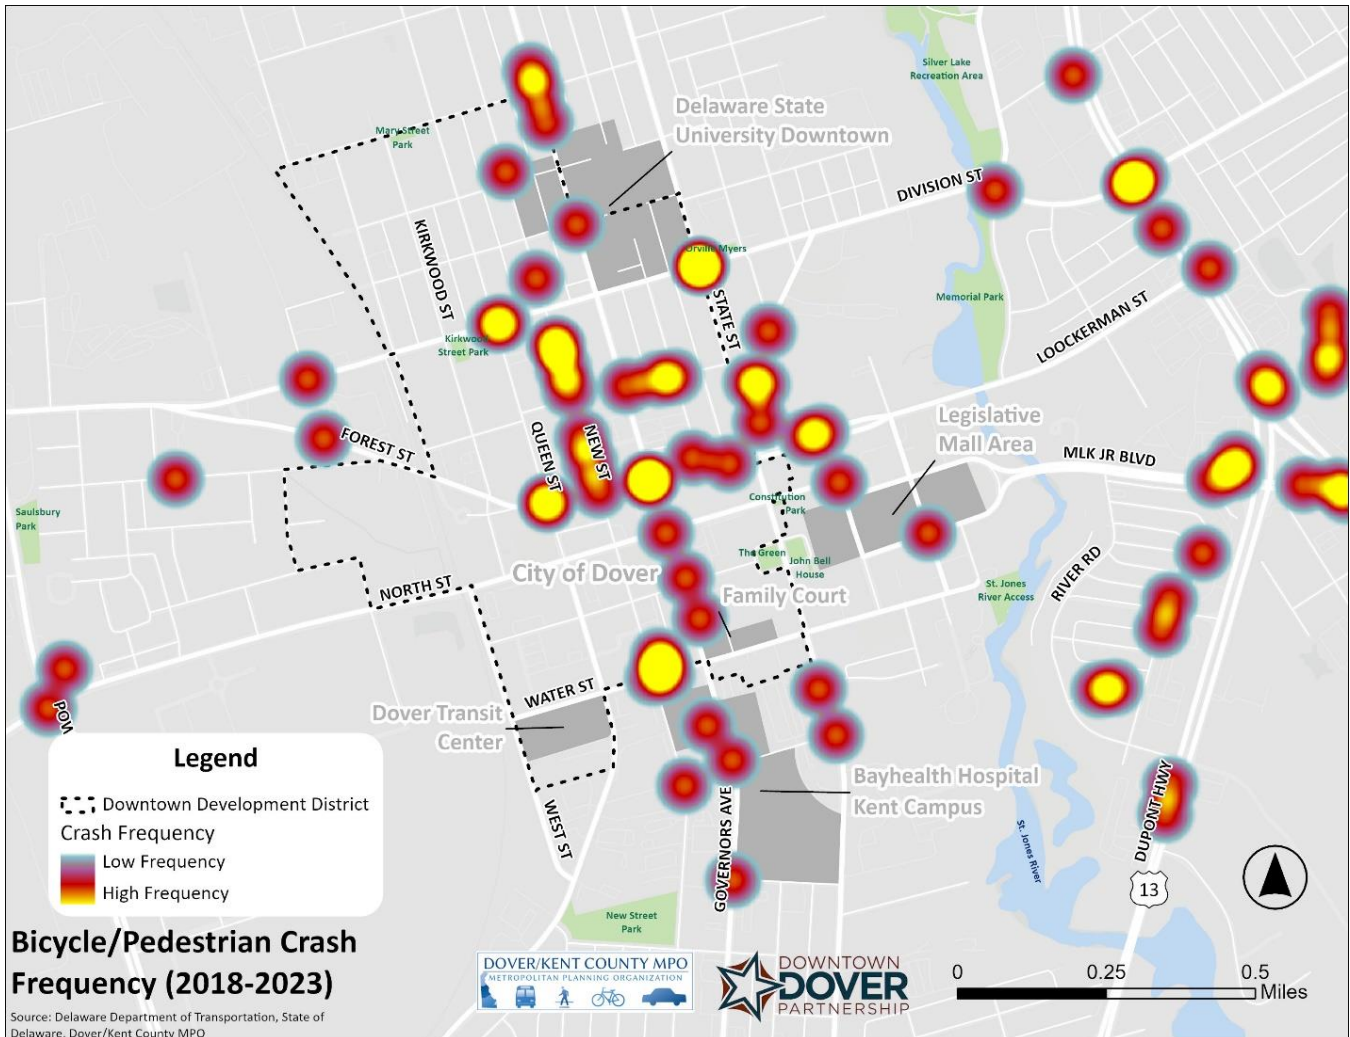 Silver Lake
Recreation Area
Delaware State
University Downtown
Mary Street
Park
DIVISION ST
KIRKWOOD ST
Orville Myers
STATE ST
Memorial Park
LOOCKERMAN ST
Kirkwood
Street Park
Legislative
Mall Area
FOREST ST
QUEEN ST
NEW ST
MLK JR BLVD
Constitution
Park
Saulsbury
Park
The Green
John Bell
House
City of Dover
RIVER RD
St. Jones
River Access
NORTH ST
Family Court
WATER ST
Dover Transit
Center
POW
Bayhealth Hospital
Kent Campus
WEST ST
GOVERNORS AVE
DUPONT HWY
St. Jones River
13
New Street
Park
Legend
Downtown Development District
Crash Frequency
Low Frequency
High Frequency
Bicycle/Pedestrian Crash
Frequency (2018-2023)
Source: Delaware Department of Transportation, State of
Delaware, Dover/Kent County MPO
DOVER/KENT COUNTY MPO
METROPOLITAN PLANNING ORGANIZATION
DOWNTOWN
DOVER
PARTNERSHIP
0 0.25 0.5
Miles